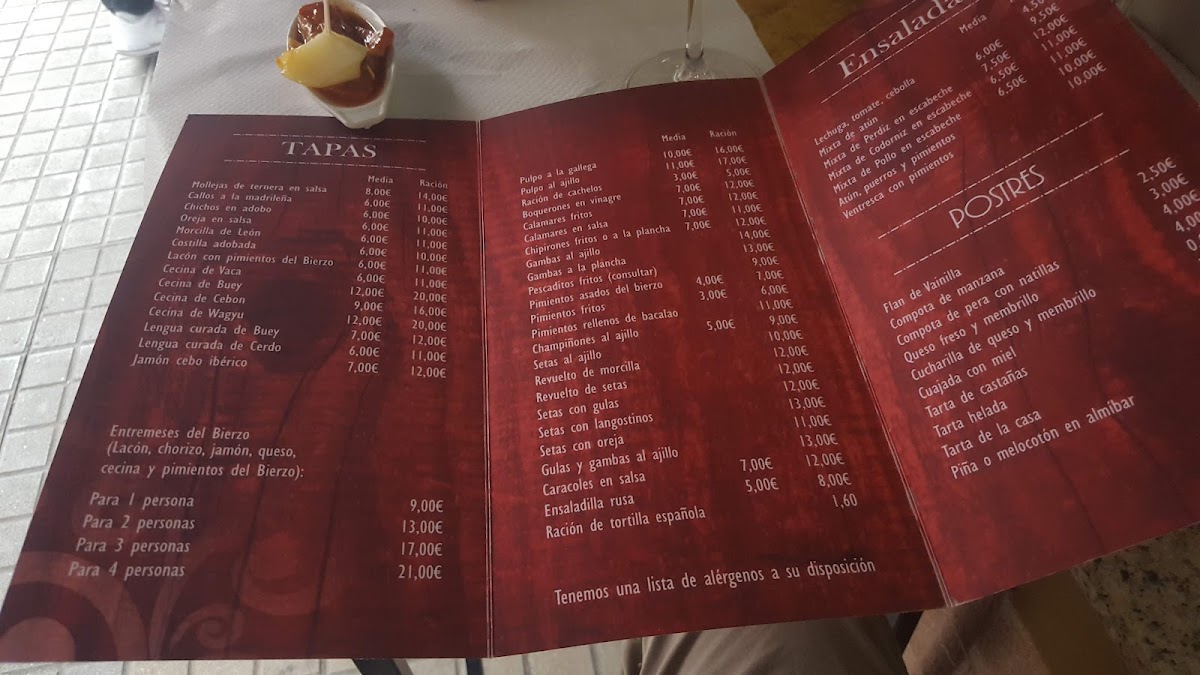 TAPAS
Media Ración
Mollejas de ternera en salsa 8,00€ 14,00€
Callos a la madrileña 6,00€ 11,00€
Chichos en adobo 6,00€ 10,00€
Oreja en salsa 6,00€ 11,00€
Morcilla de León 6,00€ 11,00€
Costilla adobada 6,00€ 10,00€
Lacón con pimientos del Bierzo 6,00€ 11,00€
Cecina de Vaca 6,00€ 11,00€
Cecina de Buey 12,00€ 20,00€
Cecina de Cebon 9,00€ 16,00€
Cecina de Wagyu 12,00€ 20,00€
Lengua curada de Buey 7,00€ 12,00€
Lengua curada de Cerdo 6,00€ 11,00€
Jamón cebo ibérico 7,00€ 12,00€
Entremeses del Bierzo
(Lacón, chorizo, jamón, queso,
cecina y pimientos del Bierzo):
Para 1 persona 9,00€
Para 2 personas 13,00€
Para 3 personas 17,00€
Para 4 personas 21,00€
Media Ración
Pulpo a la gallega 10,00€ 16,00€
Pulpo al ajillo 11,00€ 17,00€
Ración de cachelos 3,00€ 5,00€
Boquerones en vinagre 7,00€ 12,00€
Calamares fritos 7,00€ 12,00€
Calamares en salsa 7,00€ 11,00€
Chipirones fritos o a la plancha 7,00€ 12,00€
Gambas al ajillo 14,00€
Gambas a la plancha 13,00€
Pescaditos fritos (consultar) 9,00€
Pimientos asados del bierzo 4,00€ 7,00€
Pimientos fritos 3,00€ 6,00€
Pimientos rellenos de bacalao 11,00€
Champiñones al ajillo 5,00€ 9,00€
Setas al ajillo 10,00€
Revuelto de morcilla 12,00€
Revuelto de setas 12,00€
Setas con gulas 12,00€
Setas con langostinos 13,00€
Setas con oreja 11,00€
Gulas y gambas al ajillo 13,00€
Caracoles en salsa 7,00€ 12,00€
Ensaladilla rusa 5,00€ 8,00€
Ración de tortilla española 1,60
Tenemos una lista de alérgenos a su disposición
Ensalada
Media
Lechuga, tomate, cebolla 4,50€
Mixta de atún 6,00€ 9,50€
Mixta de Perdiz en escabeche 7,50€ 12,00€
Mixta de Codorniz en escabeche 6,50€ 11,00€
Mixta de Pollo en escabeche 6,50€ 11,00€
Atún, puerros y pimientos 10,00€
Ventresca con pimientos 10,00€
POSTRES
Flan de Vainilla 2,50€
Compota de manzana 3,00€
Compota de pera con natillas 4,00€
Queso freso y membrillo
Cucharilla de queso y membrillo
Cuajada con miel
Tarta de castañas
Tarta helada
Tarta de la casa
Piña o melocotón en almibar